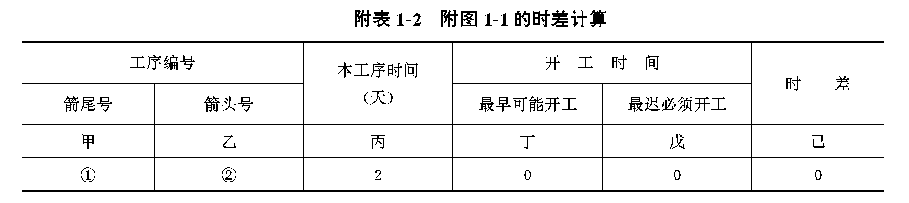 附表 1-2 附图 1-1 的时差计算
工序编号 本工序时间（天） 开 工 时 间 时 差
箭尾号 箭头号 最早可能开工 最迟必须开工
甲 乙 丙 丁 戊 己
① ② 2 0 0 0